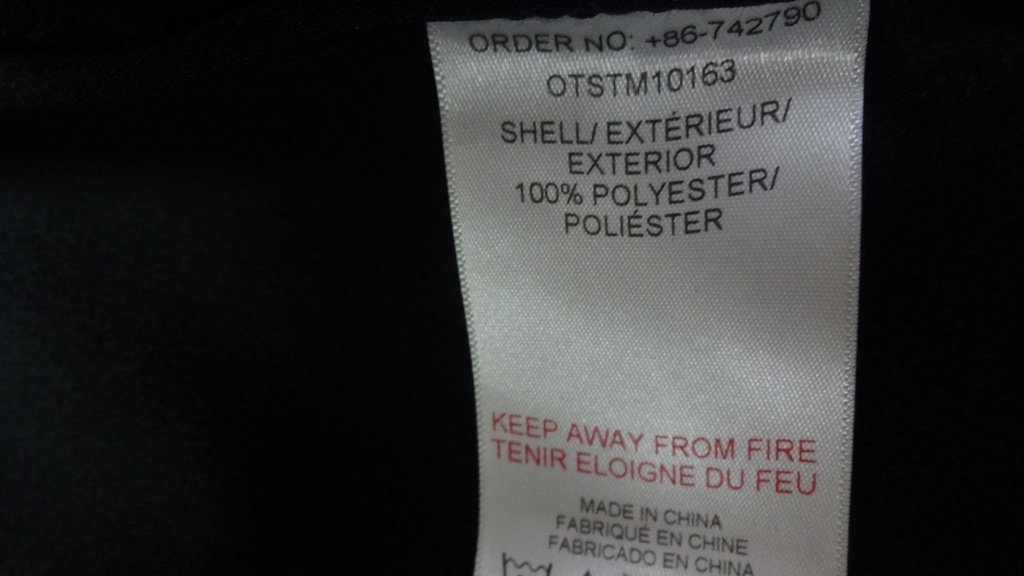 ORDER NO: +86-742790
OTSTM10163
SHELL/ EXTÉRIEUR/
EXTERIOR
100% POLYESTER/
POLIÉSTER
KEEP AWAY FROM FIRE
TENIR ELOIGNE DU FEU
MADE IN CHINA
FABRIQUÉ EN CHINE
FABRICADO EN CHINA